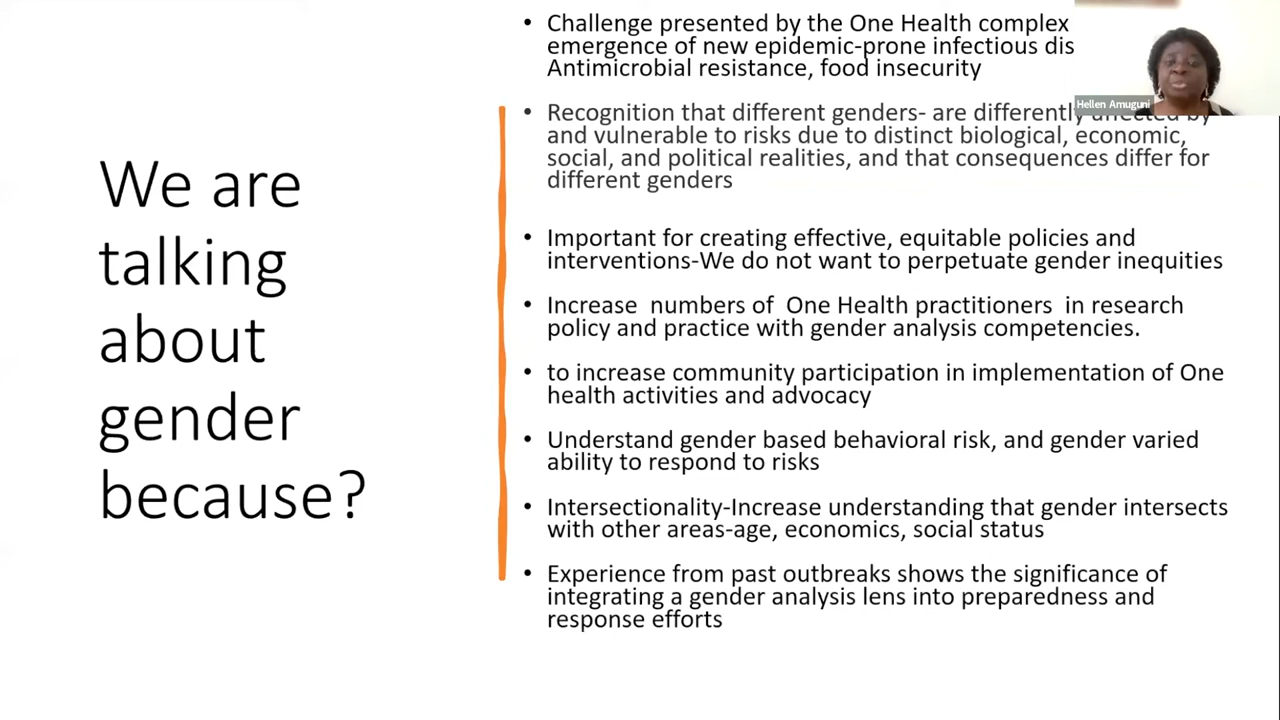 We are
talking
about
gender
because?
• Challenge presented by the One Health complex
emergence of new epidemic-prone infectious dis
Antimicrobial resistance, food insecurity
• Recognition that different genders- are differently affected by
and vulnerable to risks due to distinct biological, economic,
social, and political realities, and that consequences differ for
different genders
• Important for creating effective, equitable policies and
interventions-We do not want to perpetuate gender inequities
• Increase numbers of One Health practitioners in research
policy and practice with gender analysis competencies.
• to increase community participation in implementation of One
health activities and advocacy
• Understand gender based behavioral risk, and gender varied
ability to respond to risks
• Intersectionality-Increase understanding that gender intersects
with other areas-age, economics, social status
• Experience from past outbreaks shows the significance of
integrating a gender analysis lens into preparedness and
response efforts
Hellen Amuguni